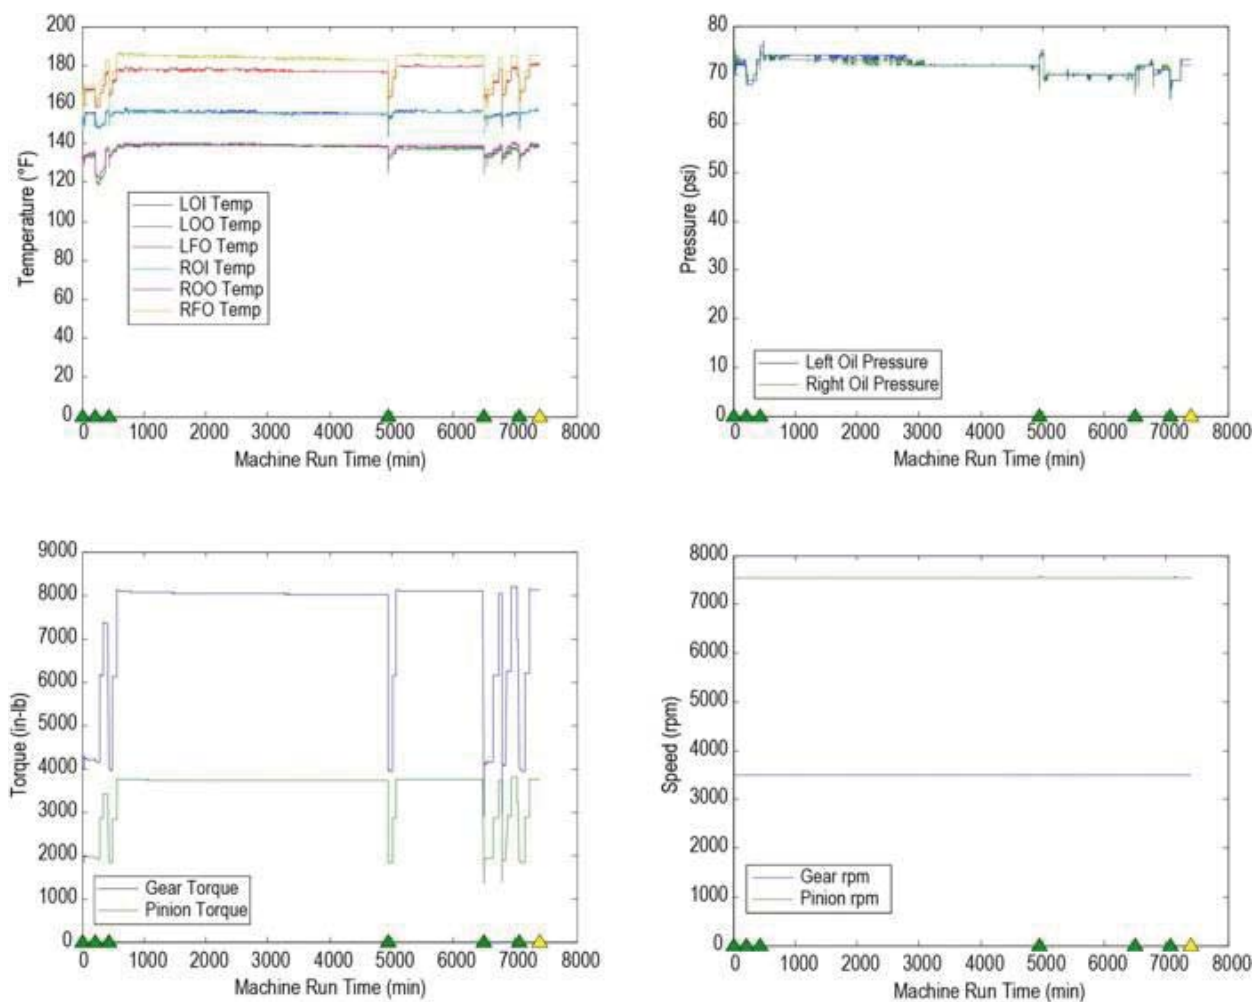 200
180
160
140
120
100
80
60
40
20
0
Temperature (°F)
LOI Temp
LOO Temp
LFO Temp
ROI Temp
ROO Temp
RFO Temp
0 1000 2000 3000 4000 5000 6000 7000 8000
Machine Run Time (min)
80
70
60
50
40
30
20
10
0
Pressure (psi)
Left Oil Pressure
Right Oil Pressure
0 1000 2000 3000 4000 5000 6000 7000 8000
Machine Run Time (min)
9000
8000
7000
6000
5000
4000
3000
2000
1000
0
Torque (in-lb)
Gear Torque
Pinion Torque
0 1000 2000 3000 4000 5000 6000 7000 8000
Machine Run Time (min)
8000
7000
6000
5000
4000
3000
2000
1000
0
Speed (rpm)
Gear rpm
Pinion rpm
0 1000 2000 3000 4000 5000 6000 7000 8000
Machine Run Time (min)